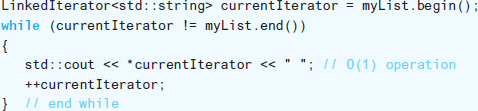 LinkedIterator<std::string> currentIterator = myList.begin();
while (currentIterator != myList.end())
{
   std::cout << *currentIterator << " "; // O(1) operation
   ++currentIterator;
}  // end while